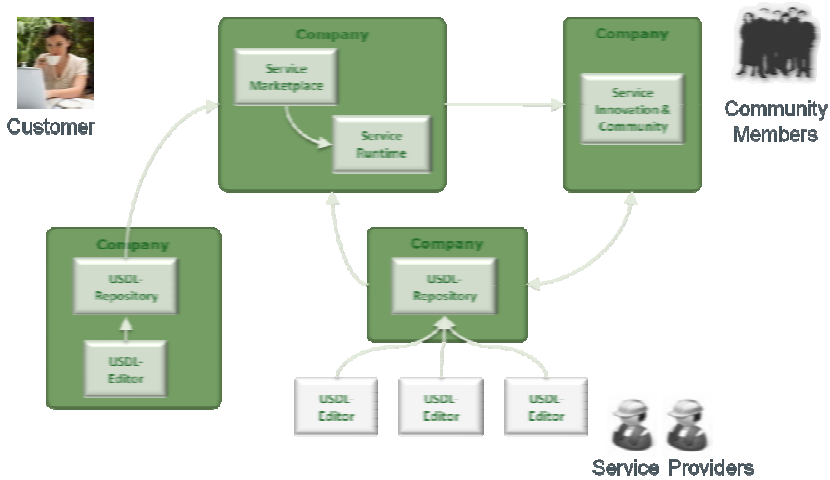 Customer
Company
Service
Marketplace
Service
Runtime
Company
Service
Innovation &
Community
Community
Members
Company
USDL-
Repository
USDL-
Editor
Company
USDL-
Repository
USDL-
Editor
USDL-
Editor
USDL-
Editor
Service Providers